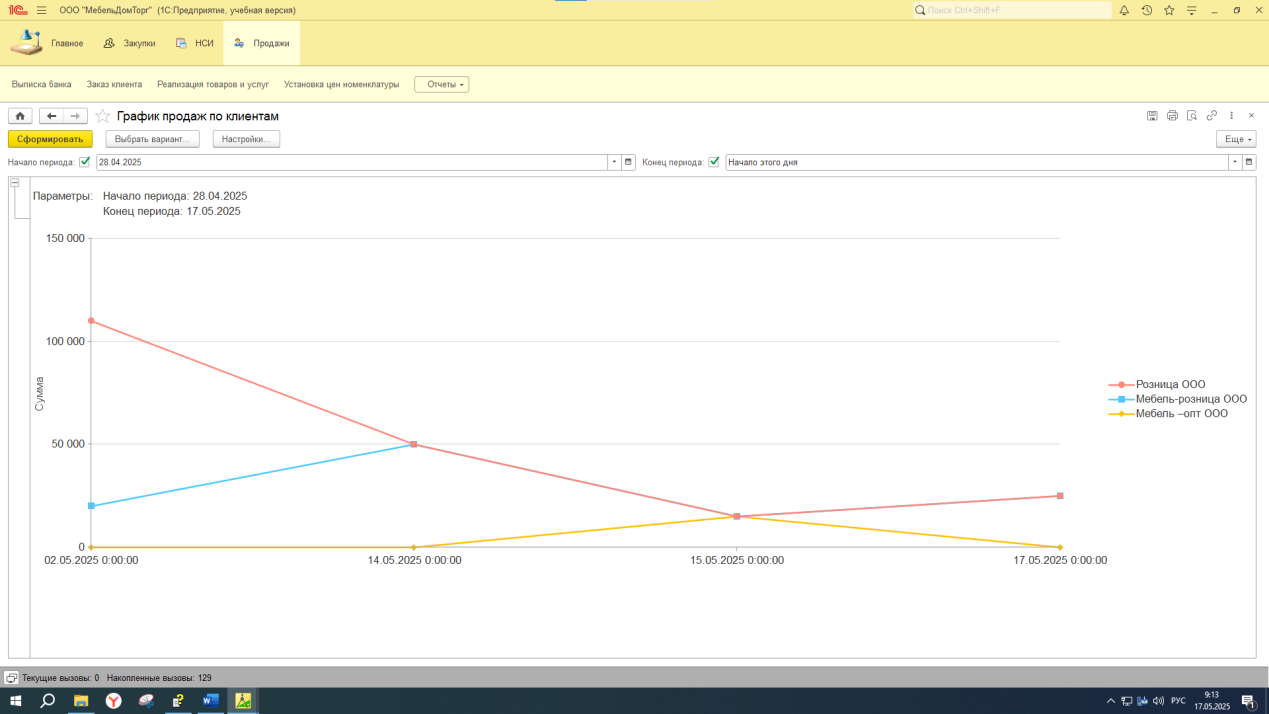 1С ООО "МебельДомТорг" (1С:Предприятие, учебная версия) Поиск Ctrl+Shift+F
Главное Закупки НСИ Продажи
Выписка банка Заказ клиента Реализация товаров и услуг Установка цен номенклатуры Отчеты
График продаж по клиентам
Сформировать Выбрать вариант... Настройки... Еще
Начало периода: 28.04.2025 Конец периода: Начало этого дня
Параметры: Начало периода: 28.04.2025
Конец периода: 17.05.2025
150 000
100 000
50 000
0
Сумма
02.05.2025 0:00:00 14.05.2025 0:00:00 15.05.2025 0:00:00 17.05.2025 0:00:00
Розница ООО
Мебель-розница ООО
Мебель –опт ООО
Текущие вызовы: 0 Накопленные вызовы: 129
РУС 9:13
17.05.2025
1